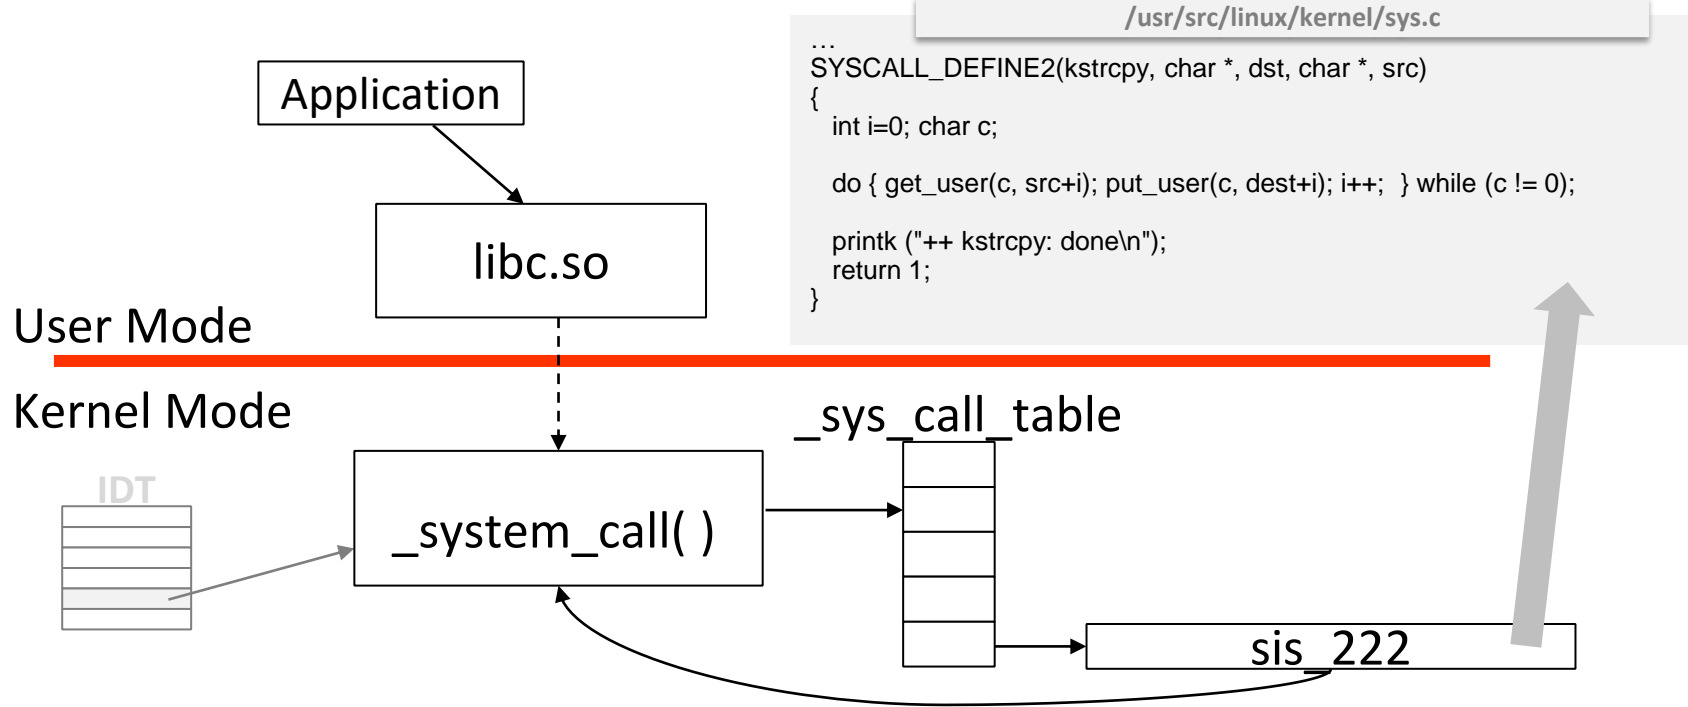 /usr/src/linux/kernel/sys.c
…
SYSCALL_DEFINE2(kstrcpy, char *, dst, char *, src)
{
int i=0; char c;
do { get_user(c, src+i); put_user(c, dest+i); i++;  } while (c != 0);
printk ("++ kstrcpy: done\n");
return 1;
}
Application
libc.so
User Mode
Kernel Mode
_sys_call_table
IDT
_system_call( )
sis_222